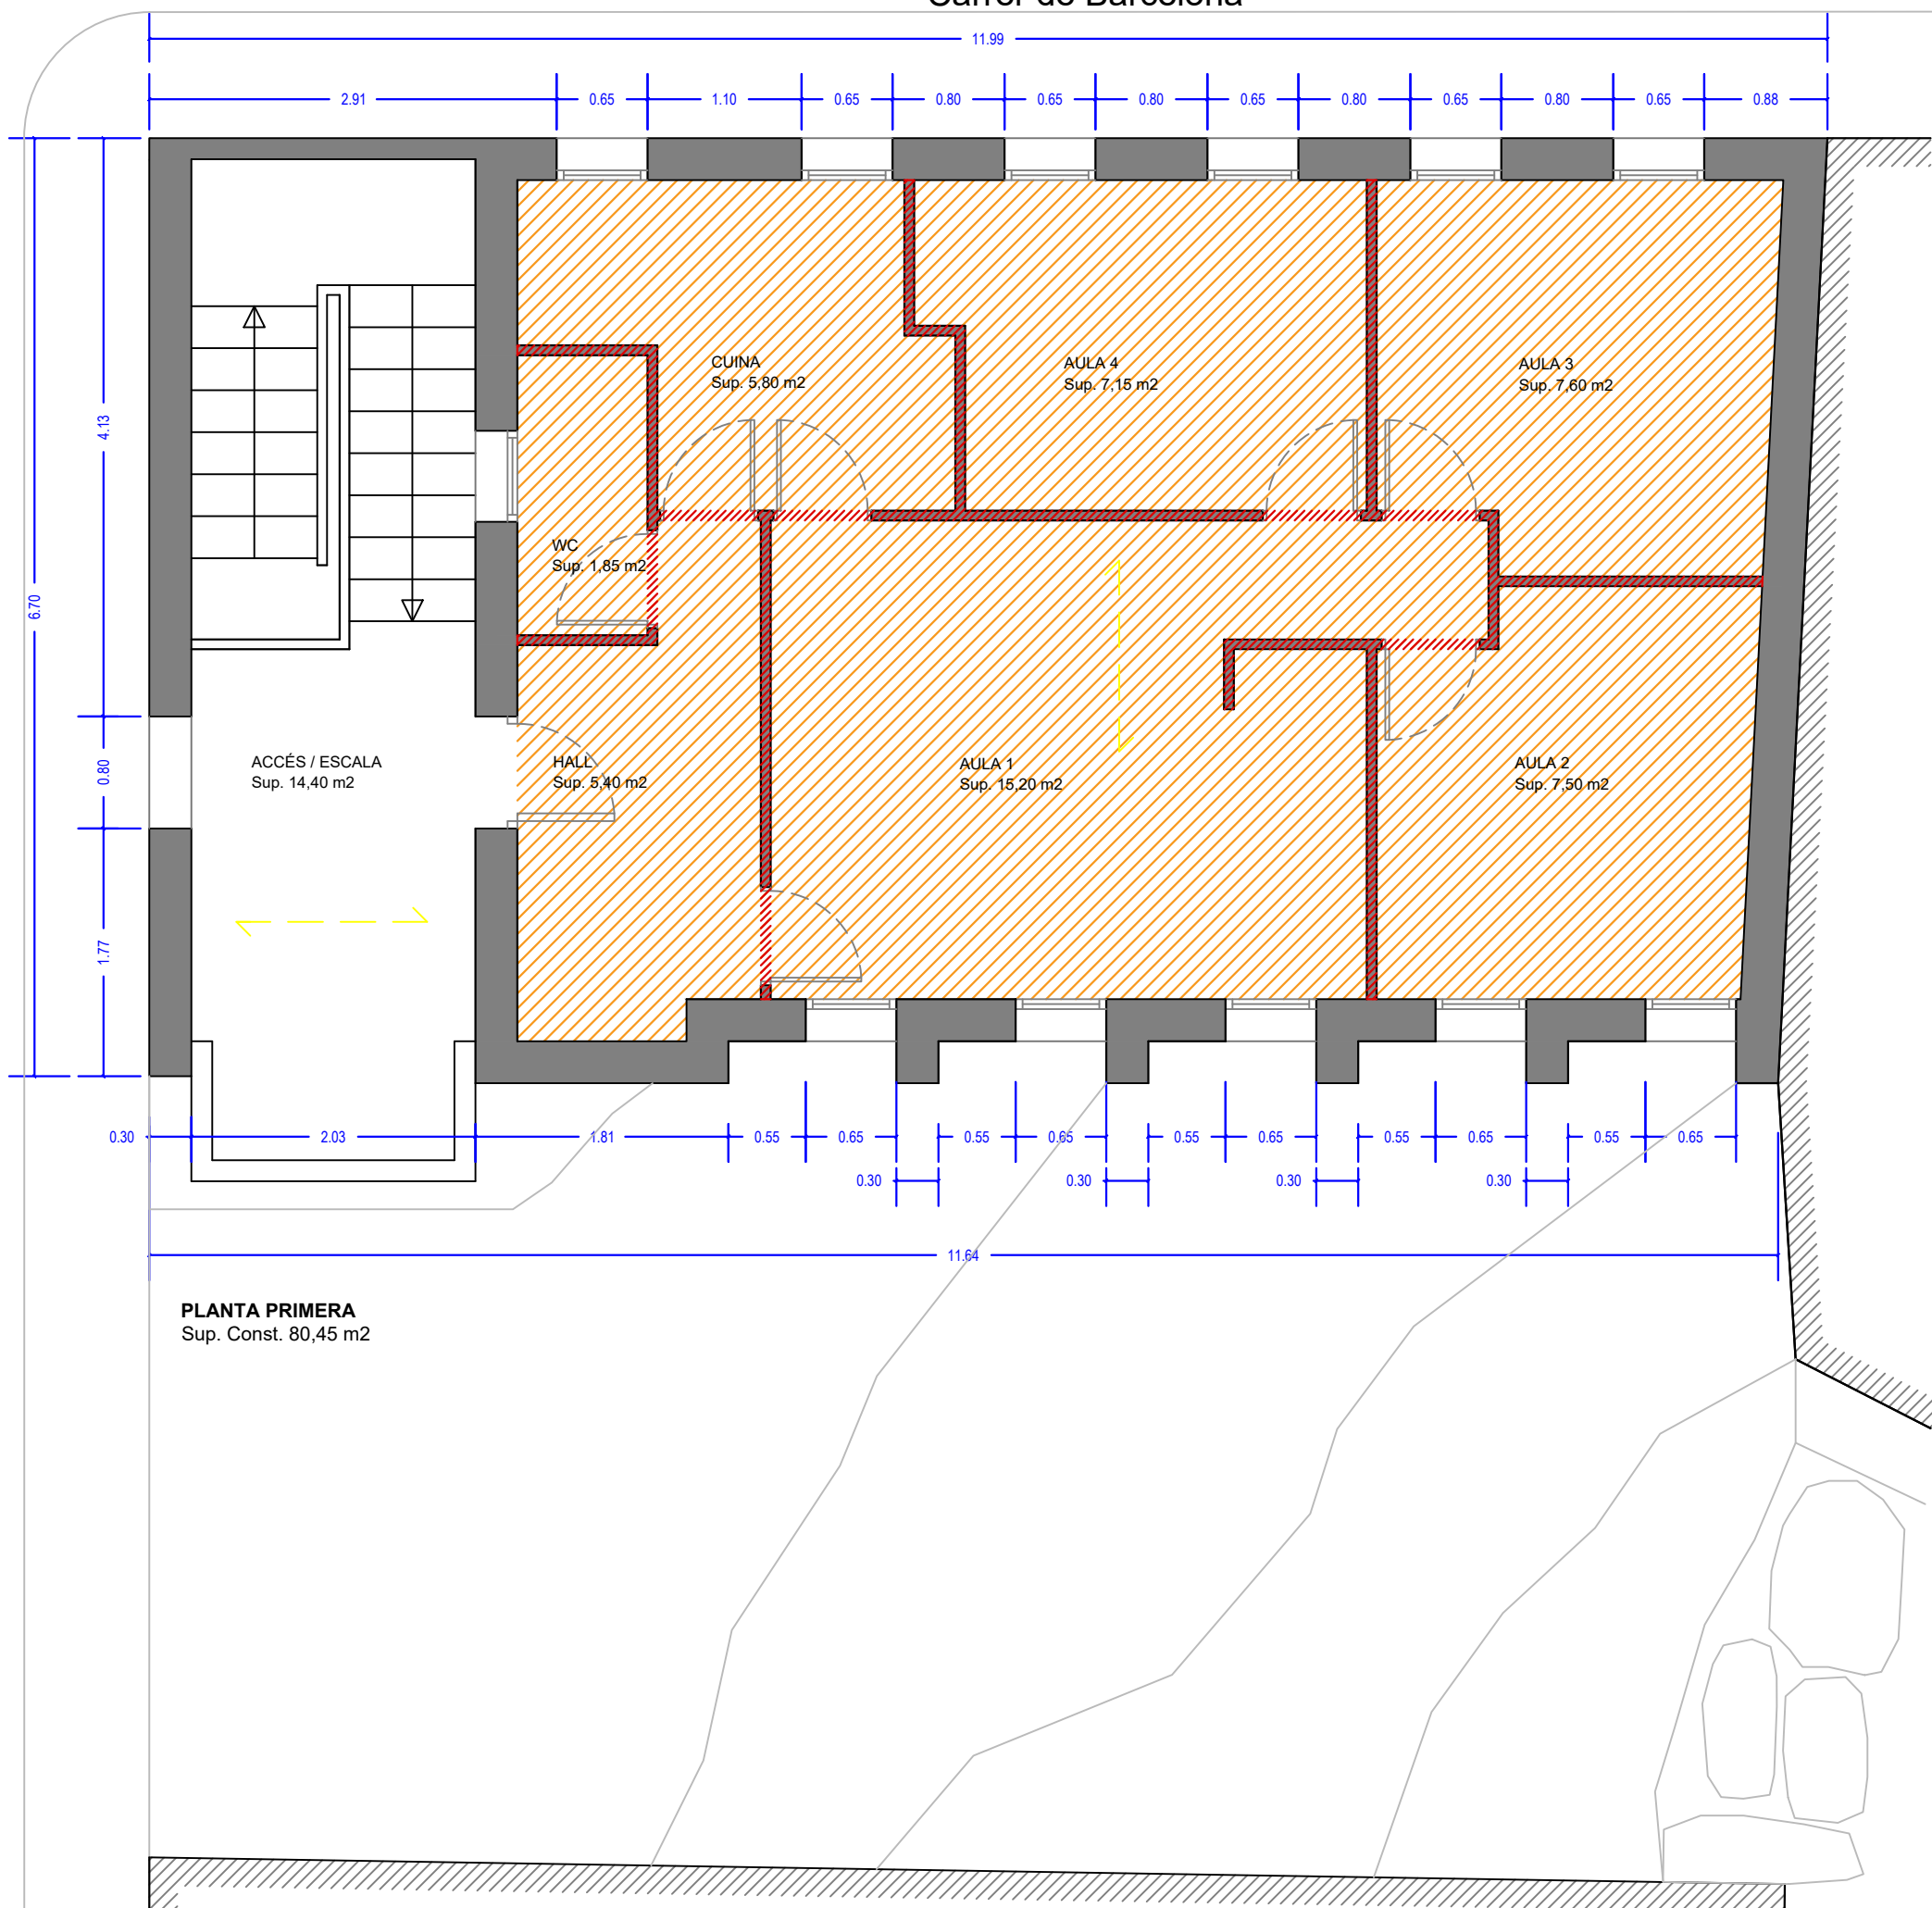 Carrer de Barcelona
11.99
2.91 0.65 1.10 0.65 0.80 0.65 0.80 0.65 0.80 0.65 0.80 0.65 0.88
4.13
6.70
0.80
1.77
CUINA
Sup. 5,80 m2
AULA 4
Sup. 7,15 m2
AULA 3
Sup. 7,60 m2
WC
Sup. 1,85 m2
ACCÉS / ESCALA
Sup. 14,40 m2
HALL
Sup. 5,40 m2
AULA 1
Sup. 15,20 m2
AULA 2
Sup. 7,50 m2
0.30 2.03 1.81 0.55 0.65 0.55 0.65 0.55 0.65 0.55 0.65 0.55 0.65
0.30 0.30 0.30 0.30
11.64
PLANTA PRIMERA
Sup. Const. 80,45 m2